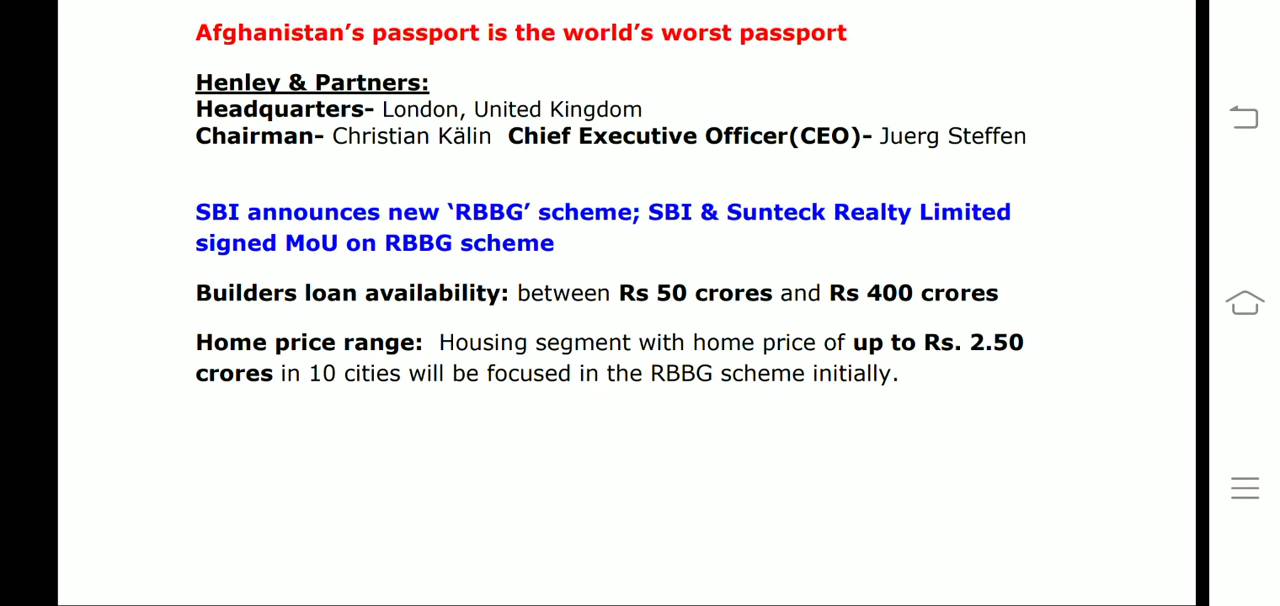 Afghanistan’s passport is the world’s worst passport
Henley & Partners:
Headquarters- London, United Kingdom
Chairman- Christian Kälin  Chief Executive Officer(CEO)- Juerg Steffen
SBI announces new ‘RBBG’ scheme; SBI & Sunteck Realty Limited
signed MoU on RBBG scheme
Builders loan availability: between Rs 50 crores and Rs 400 crores
Home price range:  Housing segment with home price of up to Rs. 2.50
crores in 10 cities will be focused in the RBBG scheme initially.